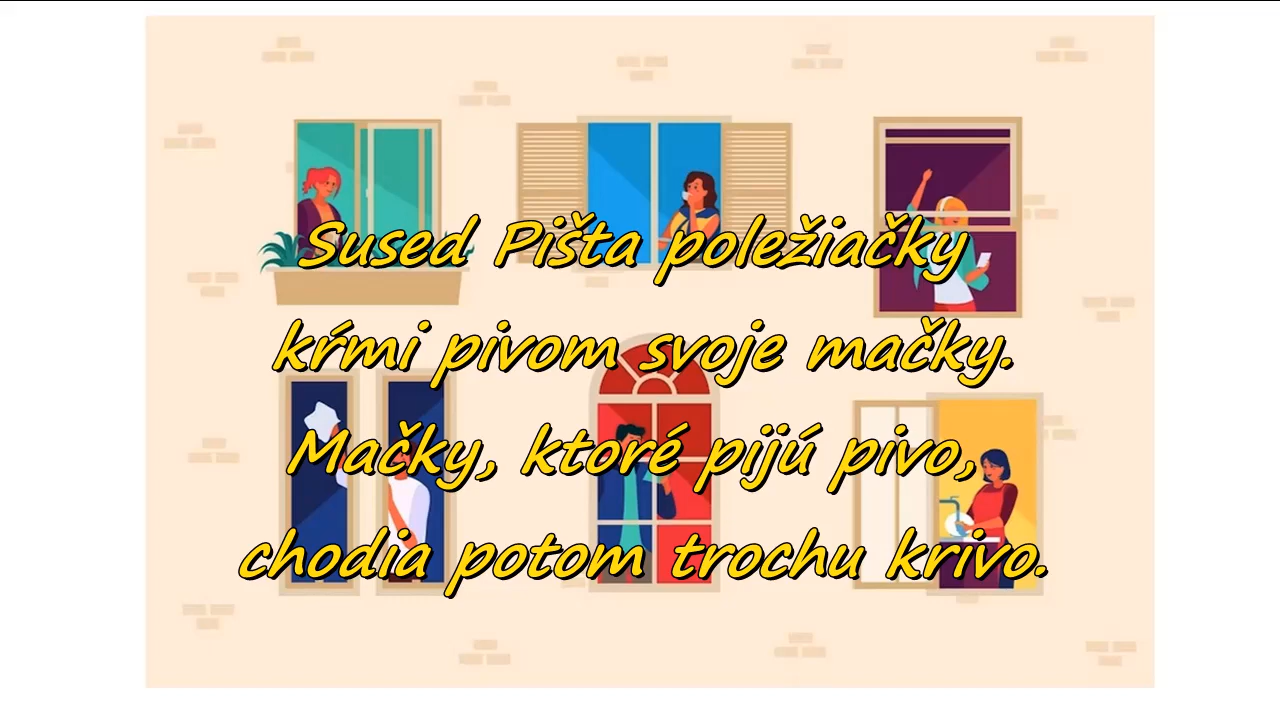 Sused Pišta poležiačky
kŕmi pivom svoje mačky.
Mačky, ktoré pijú pivo,
chodia potom trochu krivo.